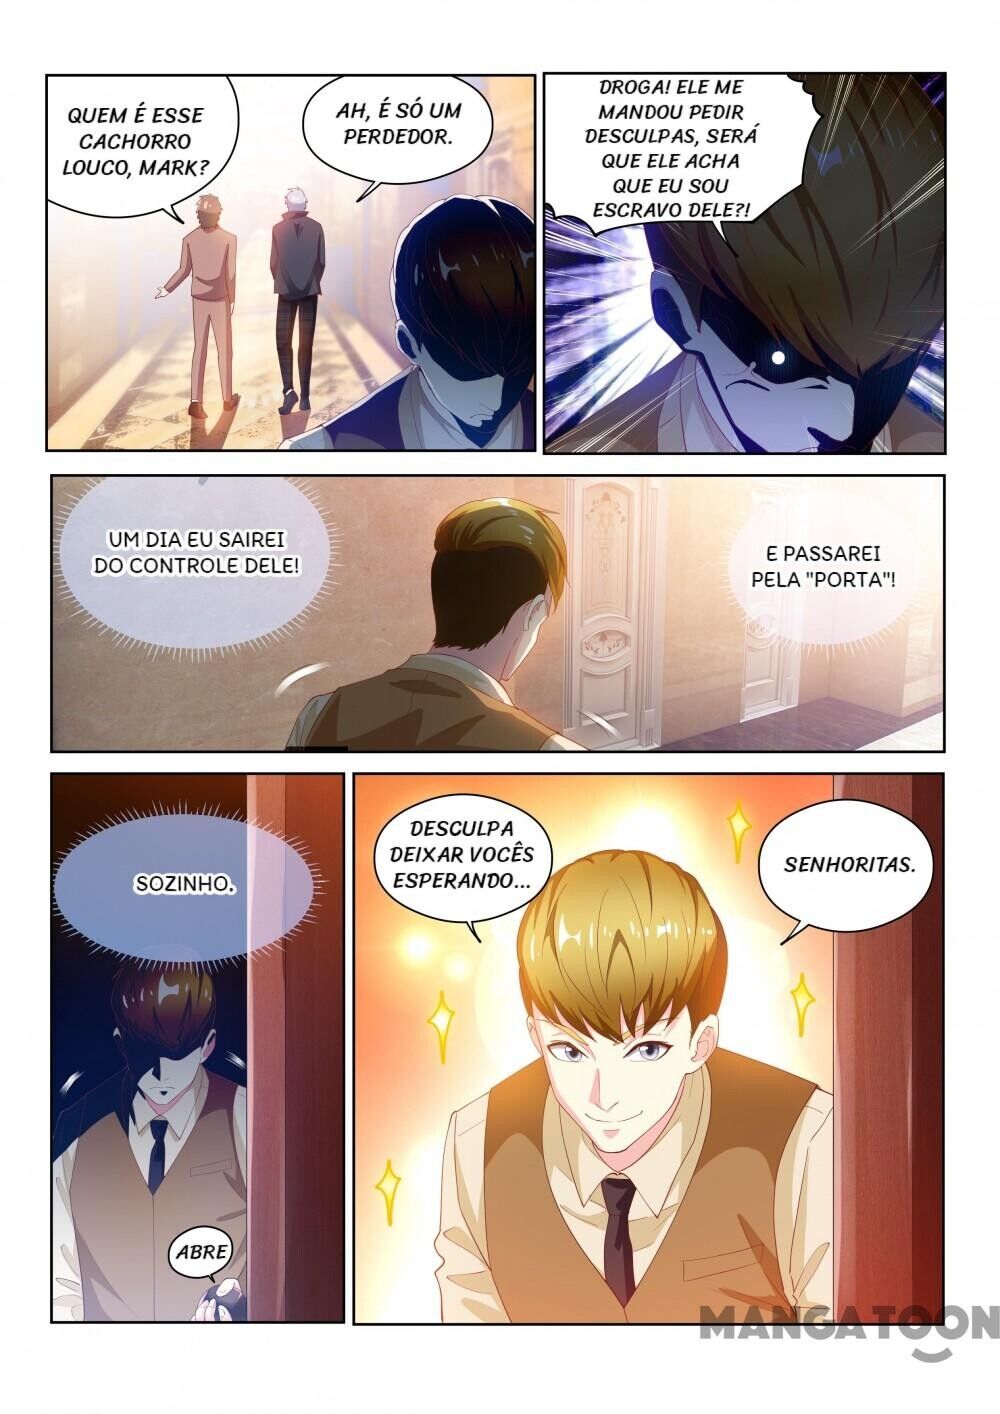 QUEM É ESSE
CACHORRO
LOUCO, MARK?
AH, É SÓ UM
PERDEDOR.
DROGA! ELE ME
MANDOU PEDIR
DESCULPAS, SERÁ
QUE ELE ACHA
QUE EU SOU
ESCRAVO DELE?!
UM DIA EU SAIREI
DO CONTROLE DELE!
E PASSAREI
PELA "PORTA"!
SOZINHO.
ABRE
DESCULPA
DEIXAR VOCÊS
ESPERANDO...
SENHORITAS.
MANGATOON